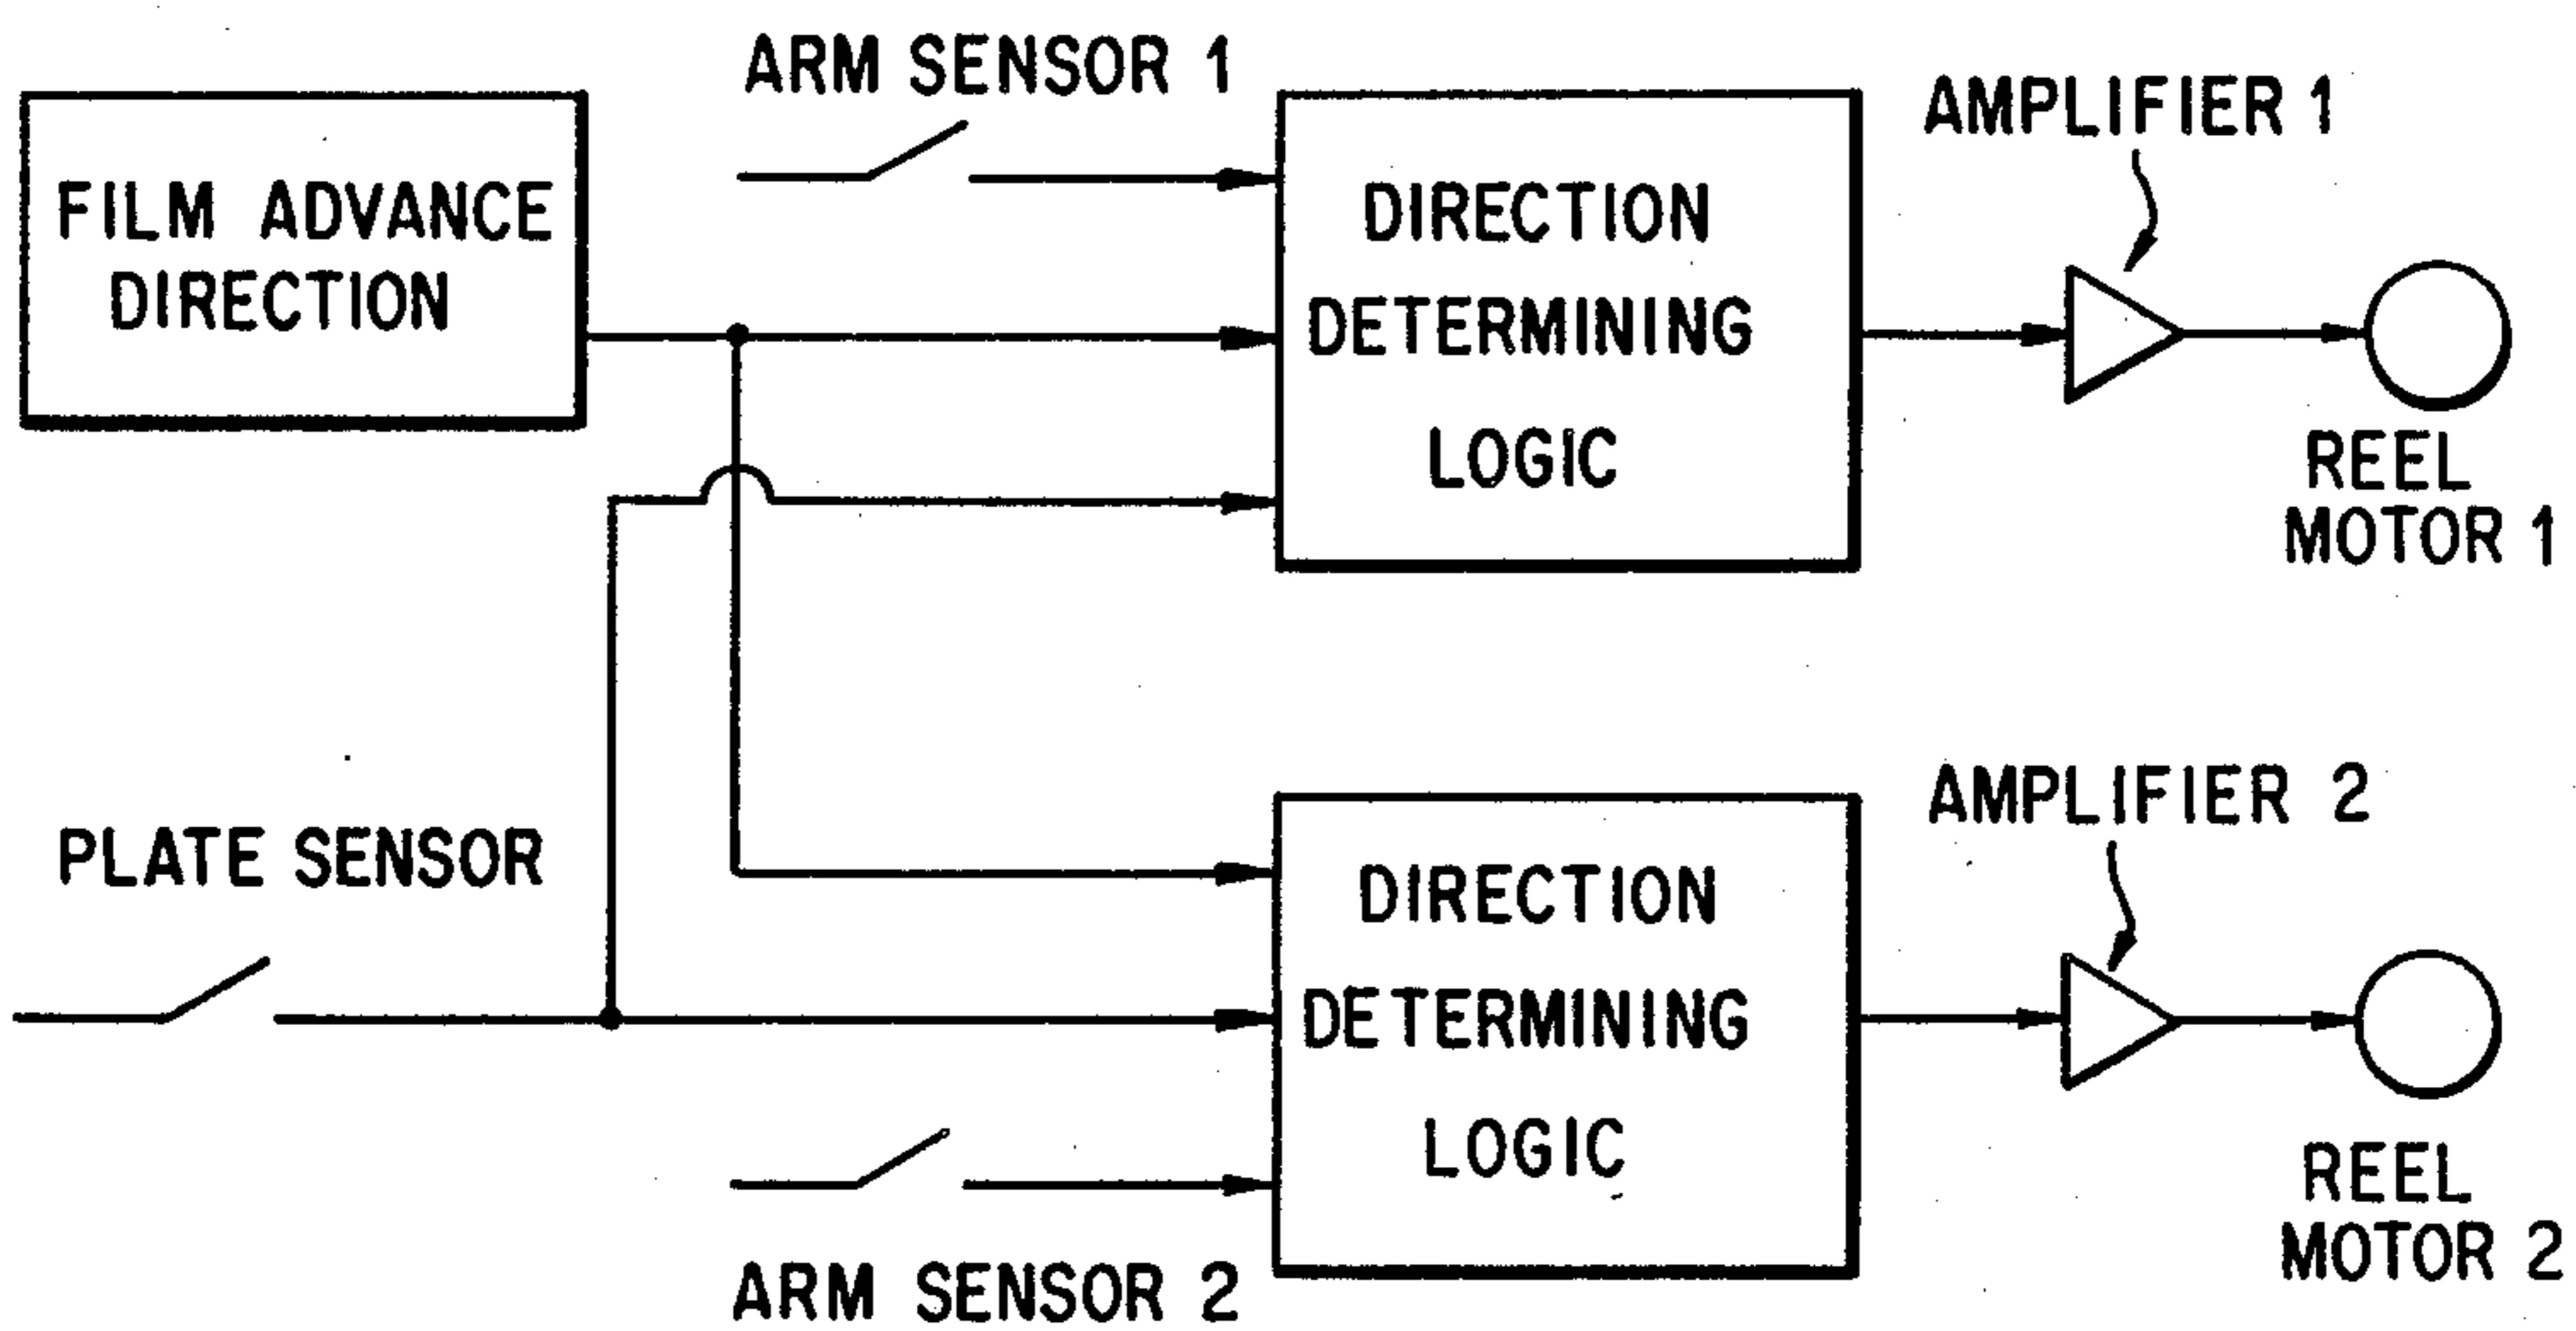 ARM SENSOR 1
AMPLIFIER 1
FILM ADVANCE
DIRECTION
DIRECTION
DETERMINING
LOGIC
REEL
MOTOR 1
PLATE SENSOR
AMPLIFIER 2
DIRECTION
DETERMINING
LOGIC
REEL
MOTOR 2
ARM SENSOR 2